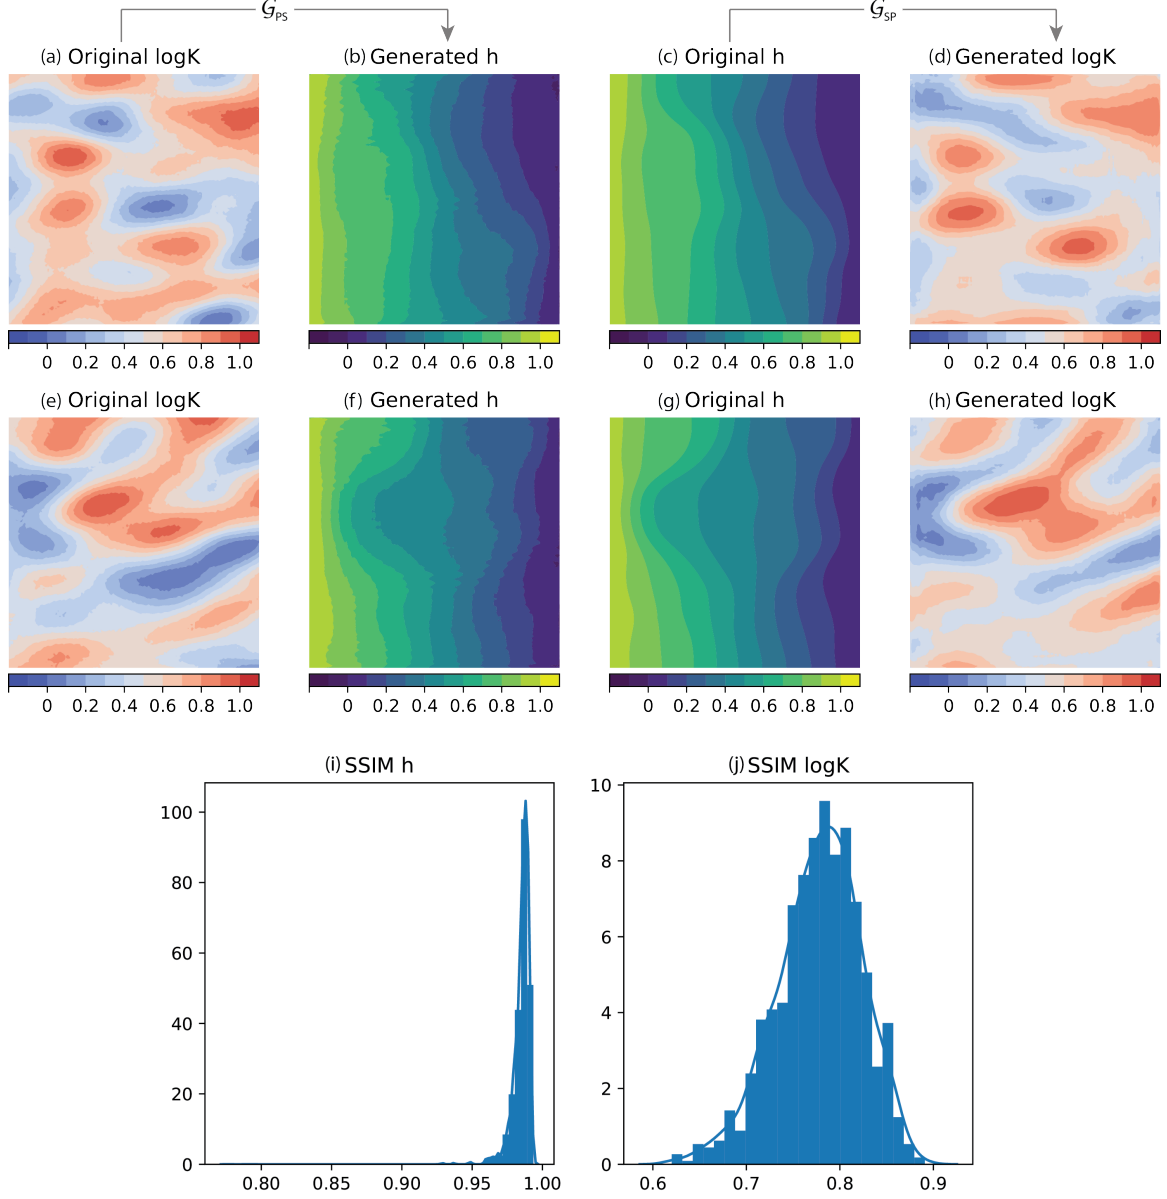 𝒢PS 𝒢SP
(a) Original logK (b) Generated h (c) Original h (d) Generated logK
0 0.2 0.4 0.6 0.8 1.0 0 0.2 0.4 0.6 0.8 1.0 0 0.2 0.4 0.6 0.8 1.0 0 0.2 0.4 0.6 0.8 1.0
(e) Original logK (f) Generated h (g) Original h (h) Generated logK
0 0.2 0.4 0.6 0.8 1.0 0 0.2 0.4 0.6 0.8 1.0 0 0.2 0.4 0.6 0.8 1.0 0 0.2 0.4 0.6 0.8 1.0
(i) SSIM h
100
80
60
40
20
0
0.80 0.85 0.90 0.95 1.00
(j) SSIM logK
10
8
6
4
2
0
0.6 0.7 0.8 0.9